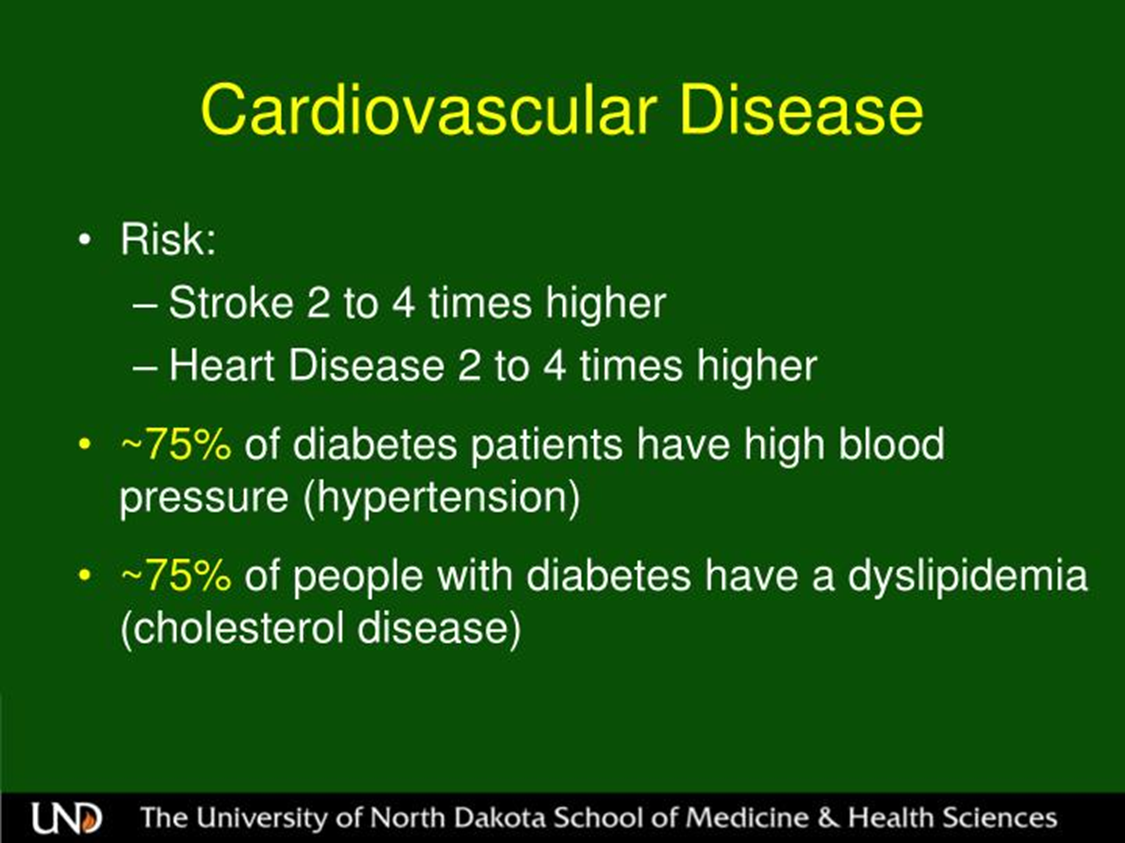 Cardiovascular Disease
• Risk:
– Stroke 2 to 4 times higher
– Heart Disease 2 to 4 times higher
• ~75% of diabetes patients have high blood
pressure (hypertension)
• ~75% of people with diabetes have a dyslipidemia
(cholesterol disease)
UND The University of North Dakota School of Medicine & Health Sciences